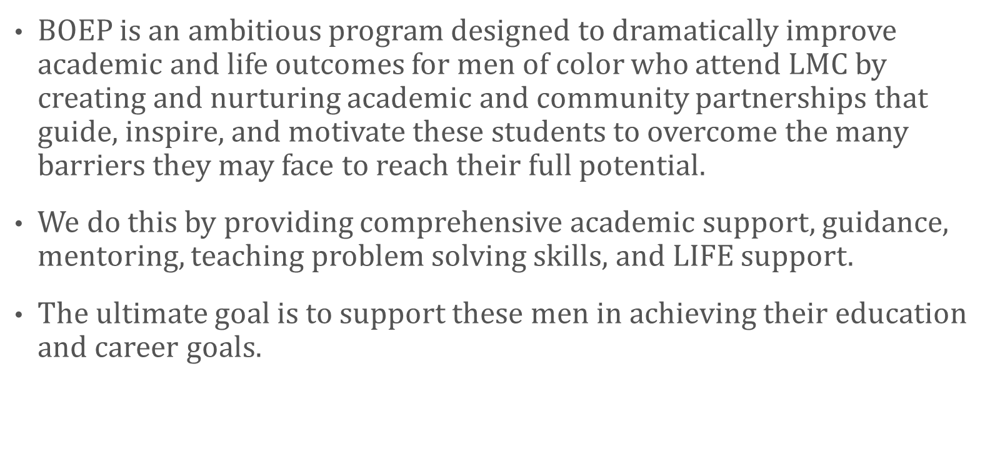 • BOEP is an ambitious program designed to dramatically improve
academic and life outcomes for men of color who attend LMC by
creating and nurturing academic and community partnerships that
guide, inspire, and motivate these students to overcome the many
barriers they may face to reach their full potential.
• We do this by providing comprehensive academic support, guidance,
mentoring, teaching problem solving skills, and LIFE support.
• The ultimate goal is to support these men in achieving their education
and career goals.